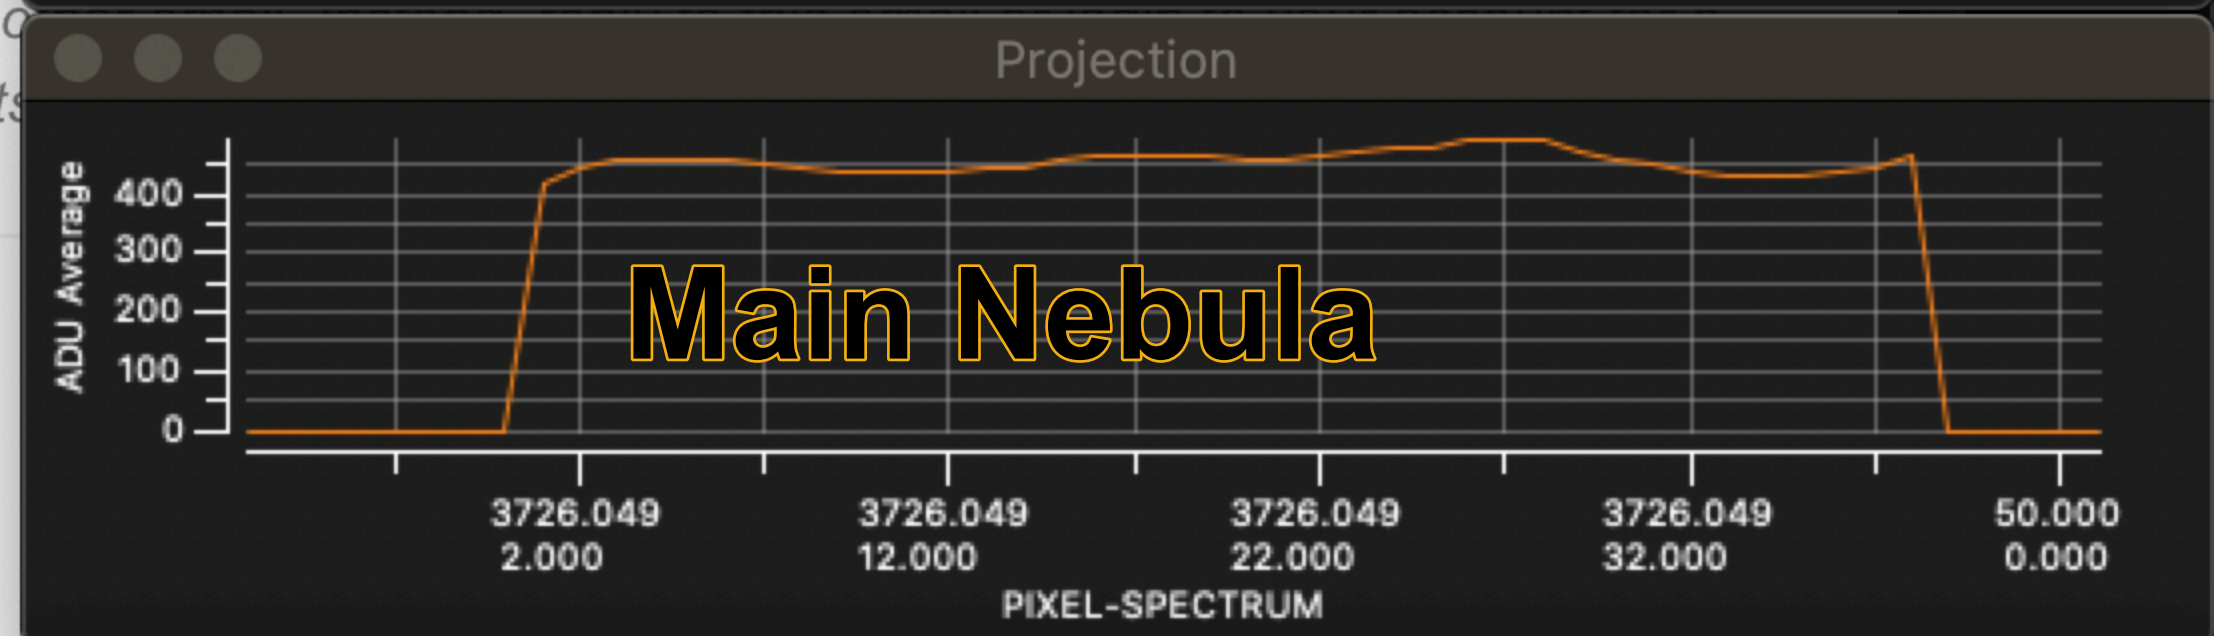 Projection
ADU Average
400
300
200
100
0
Main Nebula
3726.049 3726.049 3726.049 3726.049 50.000
2.000 12.000 22.000 32.000 0.000
PIXEL-SPECTRUM